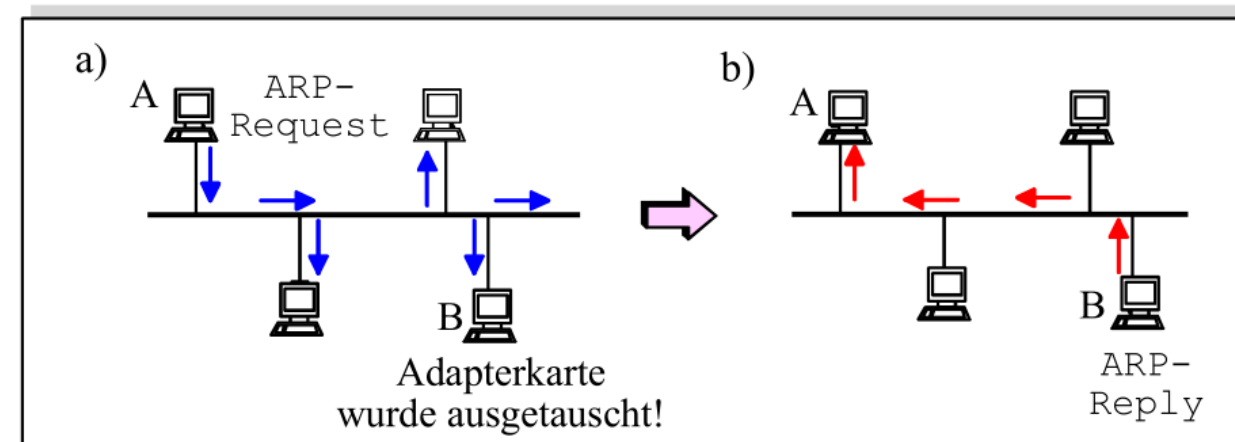 a)
A
ARP-
Request
B
Adapterkarte
wurde ausgetauscht!
b)
A
B
ARP-
Reply